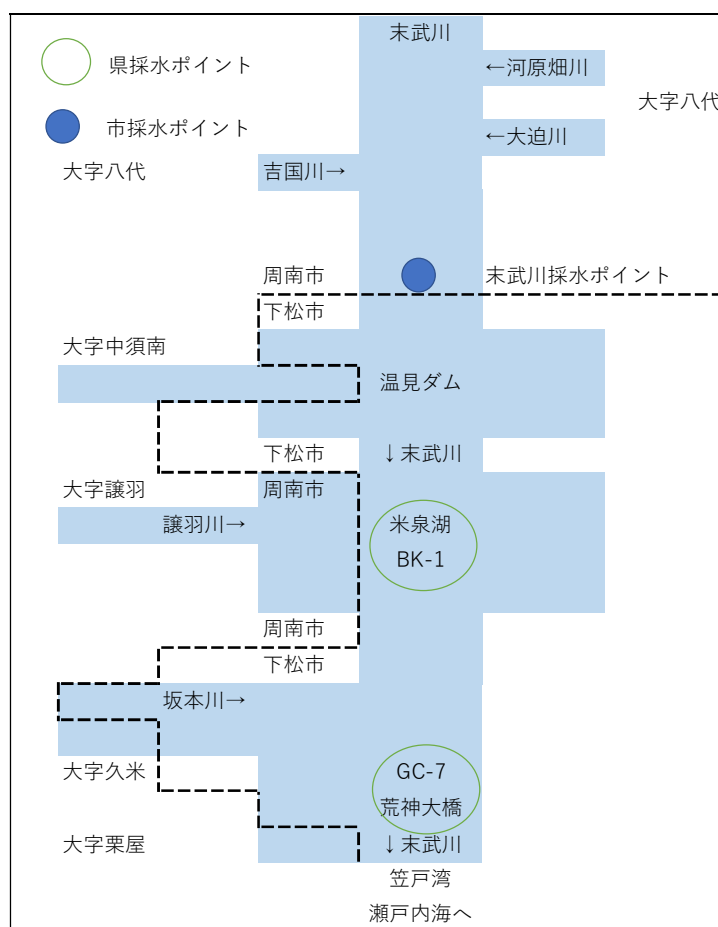 末武川
県採水ポイント
←河原畑川
大字八代
市採水ポイント
←大迫川
大字八代
吉国川→
周南市
末武川採水ポイント
下松市
大字中須南
温見ダム
下松市
↓末武川
大字譲羽
周南市
譲羽川→
米泉湖
BK-1
周南市
下松市
坂本川→
大字久米
GC-7
荒神大橋
大字栗屋
↓末武川
笠戸湾
瀬戸内海へ